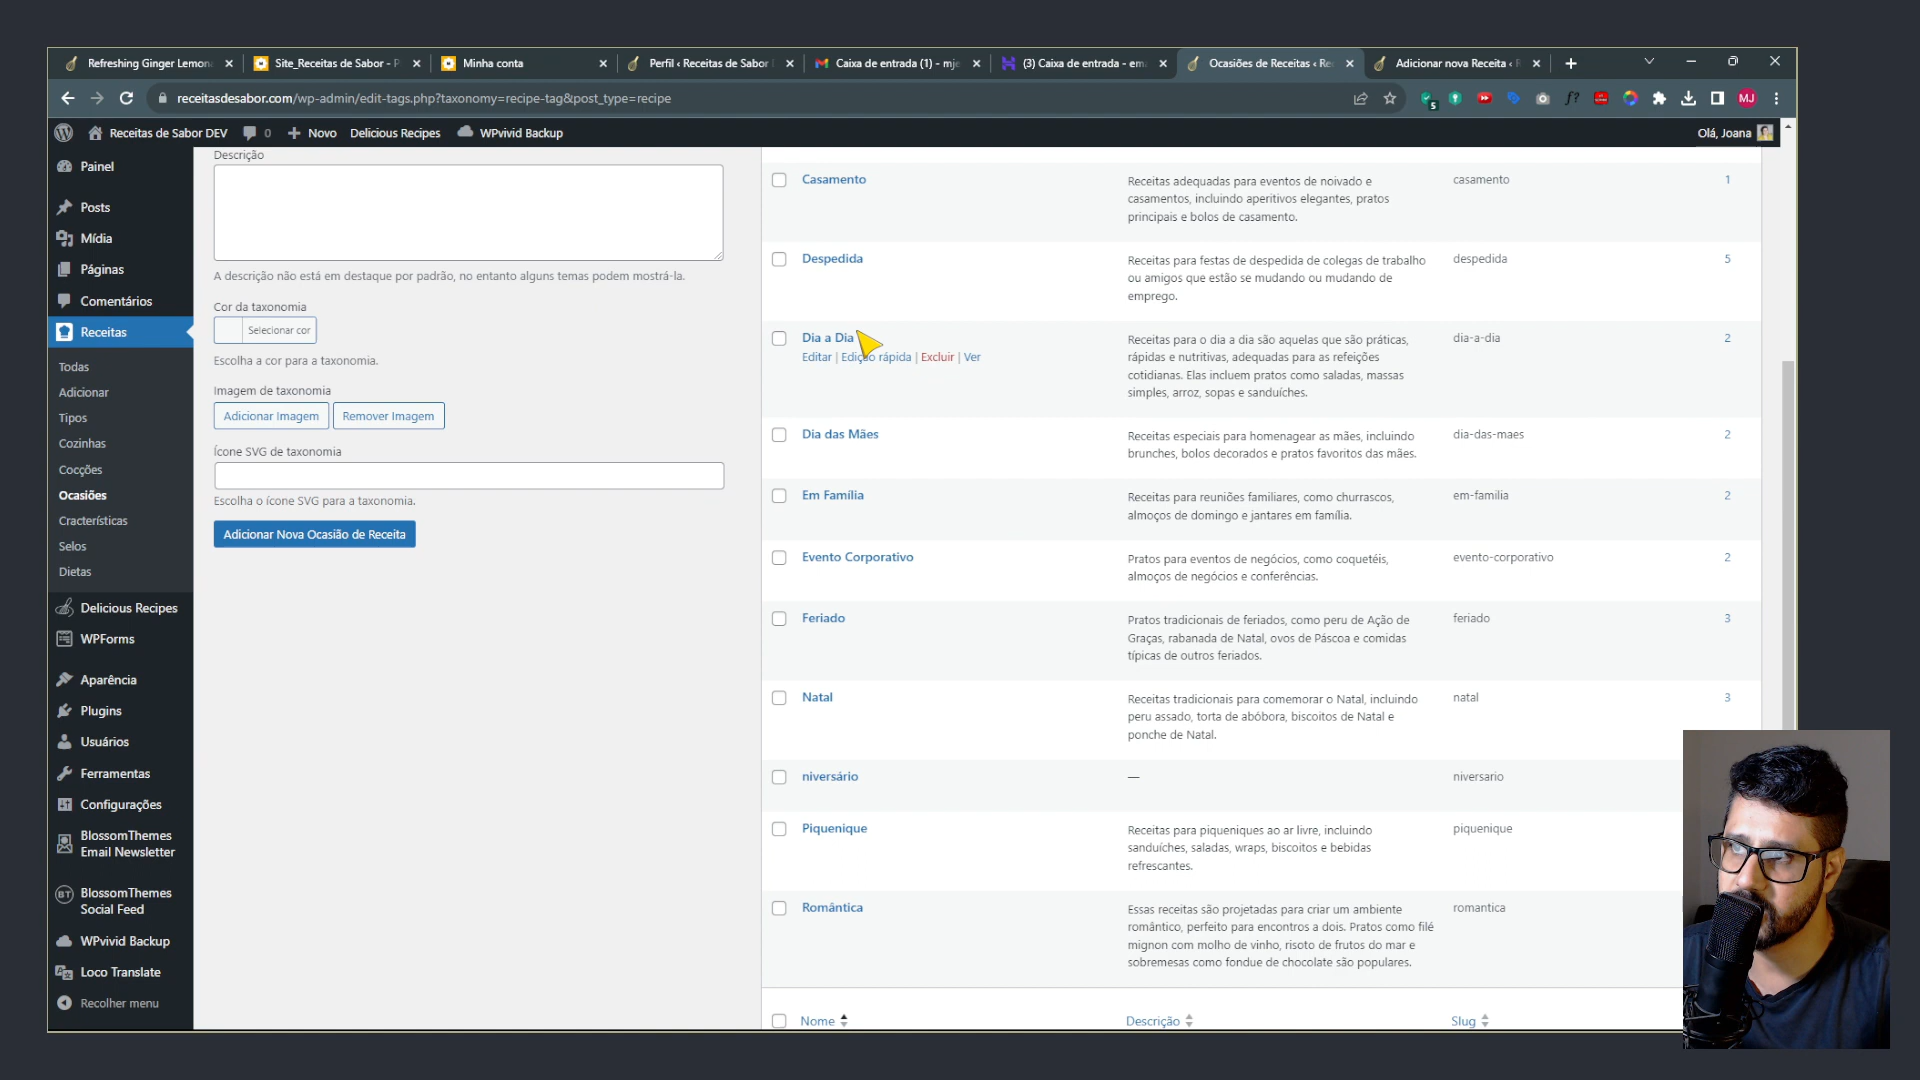 Refreshing Ginger Lemona
Site_Receitas de Sabor - P
Minha conta
Perfil ‹ Receitas de Sabor
Caixa de entrada (1) - mje
(3) Caixa de entrada - ema
Ocasiões de Receitas ‹ Re
Adicionar nova Receita ‹ R
receitasdesabor.com/wp-admin/edit-tags.php?taxonomy=recipe-tag&post_type=recipe
5
f?
MJ
Receitas de Sabor DEV
0
Novo
Delicious Recipes
WPvivid Backup
Olá, Joana
Painel
Posts
Mídia
Páginas
Comentários
Receitas
Todas
Adicionar
Tipos
Cozinhas
Cocções
Ocasiões
Cracterísticas
Selos
Dietas
Delicious Recipes
WPForms
Aparência
Plugins
Usuários
Ferramentas
Configurações
BlossomThemes
Email Newsletter
BT
BlossomThemes
Social Feed
WPvivid Backup
Loco Translate
Recolher menu
Descrição
A descrição não está em destaque por padrão, no entanto alguns temas podem mostrá-la.
Cor da taxonomia
Selecionar cor
Escolha a cor para a taxonomia.
Imagem de taxonomia
Adicionar Imagem
Remover Imagem
Ícone SVG de taxonomia
Escolha o ícone SVG para a taxonomia.
Adicionar Nova Ocasião de Receita
Casamento
Receitas adequadas para eventos de noivado e
casamentos, incluindo aperitivos elegantes, pratos
principais e bolos de casamento.
casamento
1
Despedida
Receitas para festas de despedida de colegas de trabalho
ou amigos que estão se mudando ou mudando de
emprego.
despedida
5
Dia a Dia
Editar | Edição rápida | Excluir | Ver
Receitas para o dia a dia são aquelas que são práticas,
rápidas e nutritivas, adequadas para as refeições
cotidianas. Elas incluem pratos como saladas, massas
simples, arroz, sopas e sanduíches.
dia-a-dia
2
Dia das Mães
Receitas especiais para homenagear as mães, incluindo
brunches, bolos decorados e pratos favoritos das mães.
dia-das-maes
2
Em Família
Receitas para reuniões familiares, como churrascos,
almoços de domingo e jantares em família.
em-familia
2
Evento Corporativo
Pratos para eventos de negócios, como coquetéis,
almoços de negócios e conferências.
evento-corporativo
2
Feriado
Pratos tradicionais de feriados, como peru de Ação de
Graças, rabanada de Natal, ovos de Páscoa e comidas
típicas de outros feriados.
feriado
3
Natal
Receitas tradicionais para comemorar o Natal, incluindo
peru assado, torta de abóbora, biscoitos de Natal e
ponche de Natal.
natal
3
niversário
—
niversario
Piquenique
Receitas para piqueniques ao ar livre, incluindo
sanduíches, saladas, wraps, biscoitos e bebidas
refrescantes.
piquenique
Romântica
Essas receitas são projetadas para criar um ambiente
romântico, perfeito para encontros a dois. Pratos como filé
mignon com molho de vinho, risoto de frutos do mar e
sobremesas como fondue de chocolate são populares.
romantica
Nome
Descrição
Slug